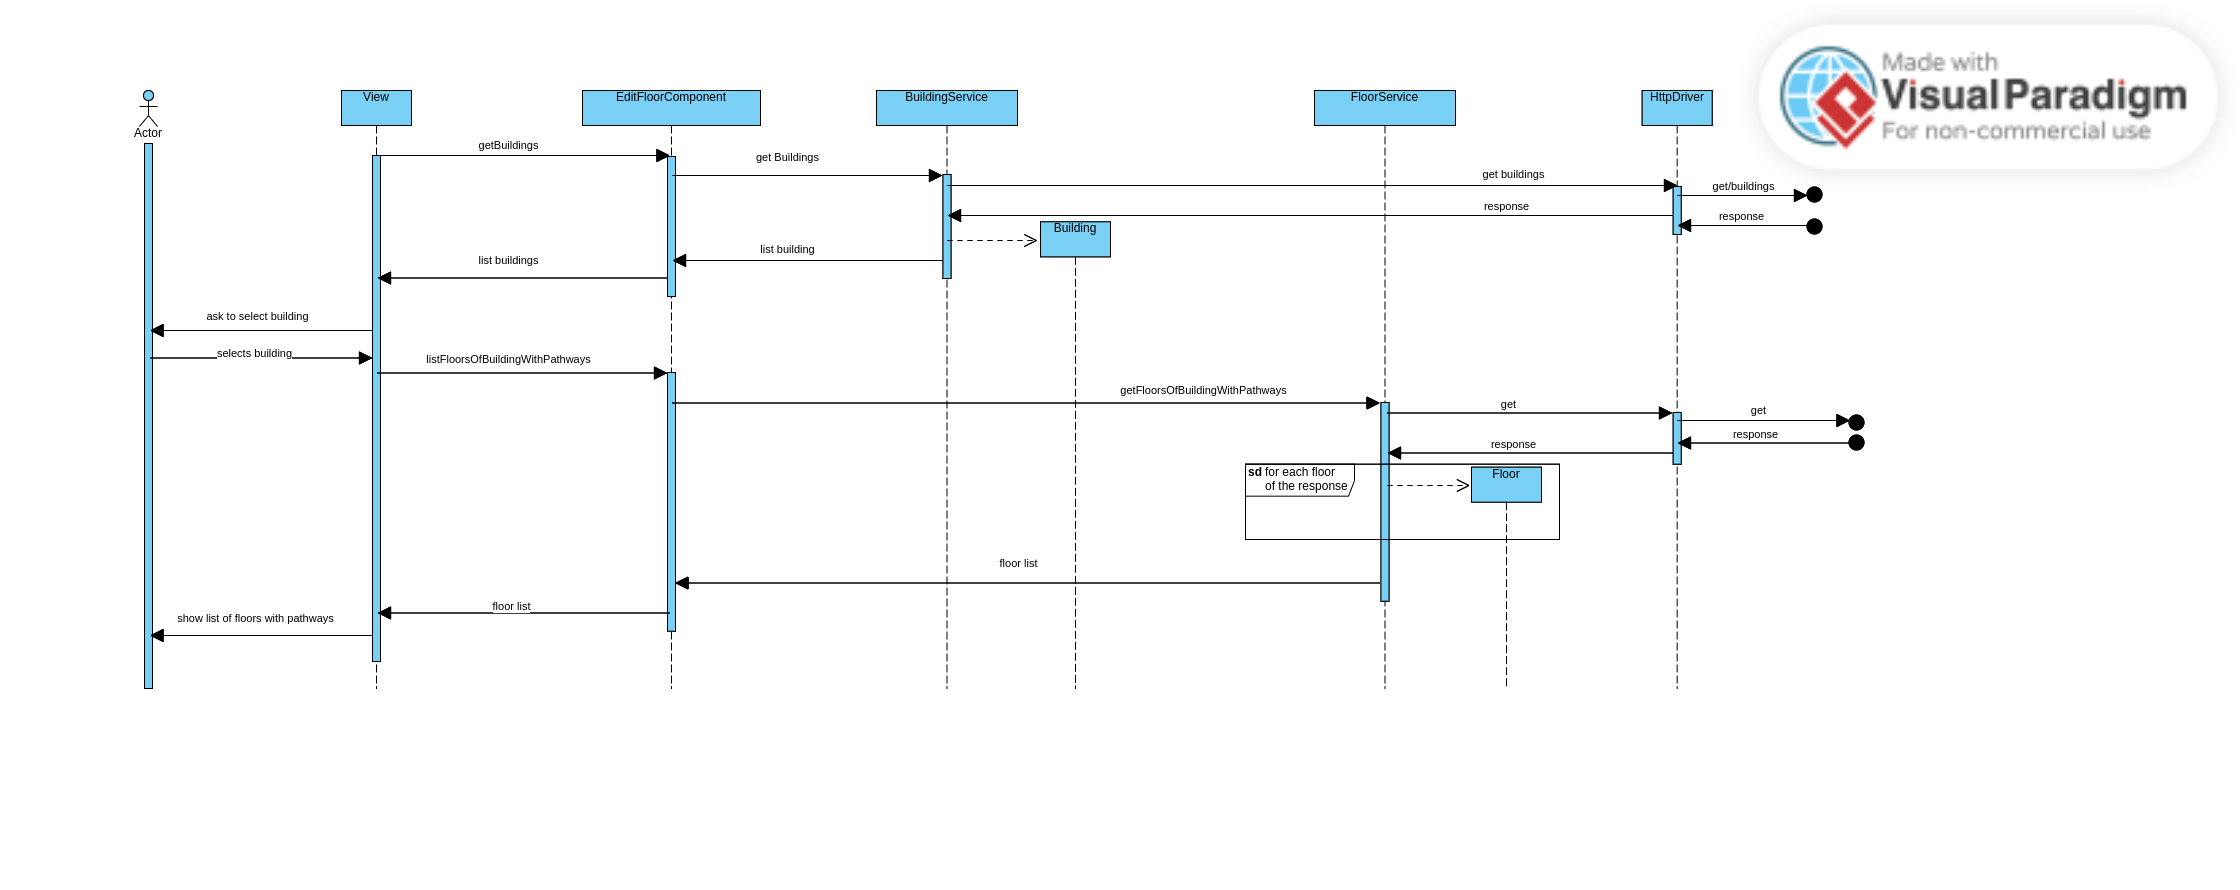 Made with
Visual Paradigm
For non-commercial use
Actor
View
EditFloorComponent
BuildingService
FloorService
HttpDriver
getBuildings
get Buildings
get buildings
get/buildings
response
response
Building
list building
list buildings
ask to select building
selects building
listFloorsOfBuildingWithPathways
getFloorsOfBuildingWithPathways
get
get
response
response
sd for each floor
of the response
Floor
floor list
floor list
show list of floors with pathways